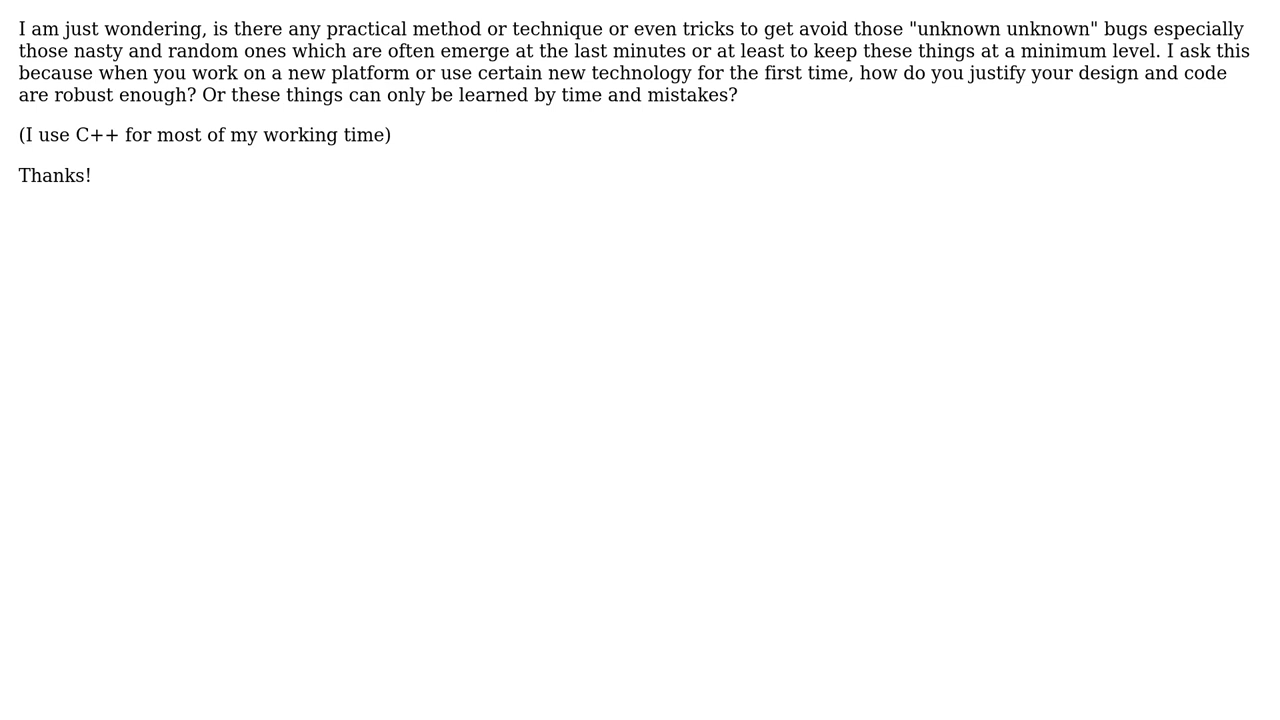 I am just wondering, is there any practical method or technique or even tricks to get avoid those "unknown unknown" bugs especially
those nasty and random ones which are often emerge at the last minutes or at least to keep these things at a minimum level. I ask this
because when you work on a new platform or use certain new technology for the first time, how do you justify your design and code
are robust enough? Or these things can only be learned by time and mistakes?
(I use C++ for most of my working time)
Thanks!